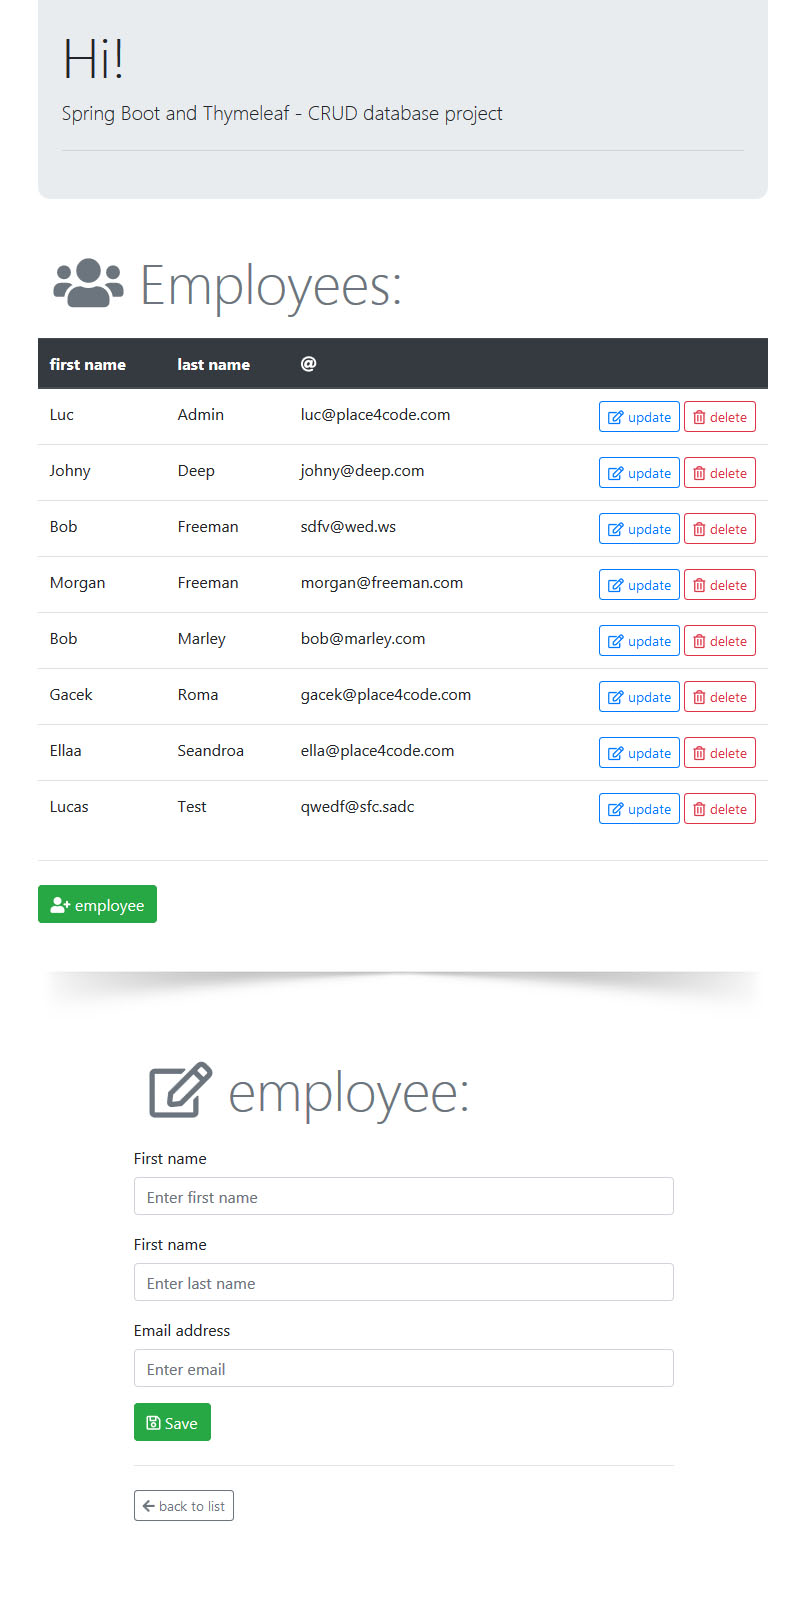 Hi!
Spring Boot and Thymeleaf - CRUD database project
Employees:
first name last name @
Luc Admin luc@place4code.com update delete
Johny Deep johny@deep.com update delete
Bob Freeman sdfv@wed.ws update delete
Morgan Freeman morgan@freeman.com update delete
Bob Marley bob@marley.com update delete
Gacek Roma gacek@place4code.com update delete
Ellaa Seandroa ella@place4code.com update delete
Lucas Test qwedf@sfc.sadc update delete
employee
employee:
First name
Enter first name
First name
Enter last name
Email address
Enter email
Save
back to list